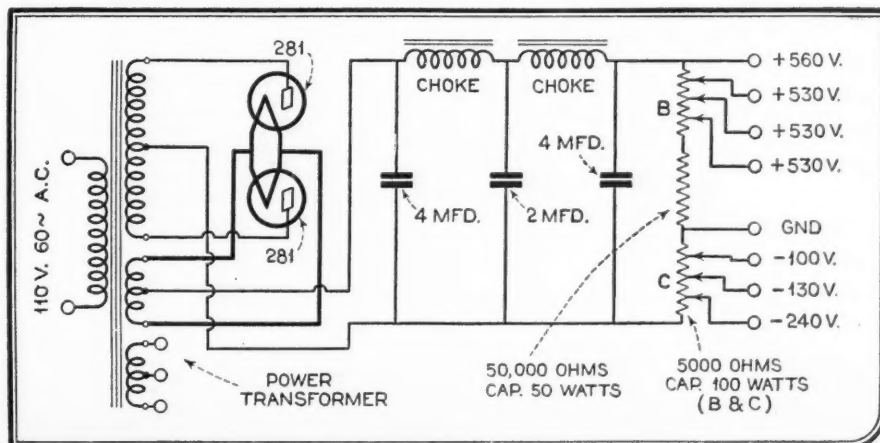 281
CHOKE
CHOKE
+560 V.
+530 V.
B
+530 V.
+530 V.
4 MFD.
110 V. 60~ A.C.
4 MFD.
2 MFD.
GND
281
-100 V.
C
-130 V.
-240 V.
POWER
TRANSFORMER
50,000 OHMS
CAP. 50 WATTS
5000 OHMS
CAP. 100 WATTS
(B & C)